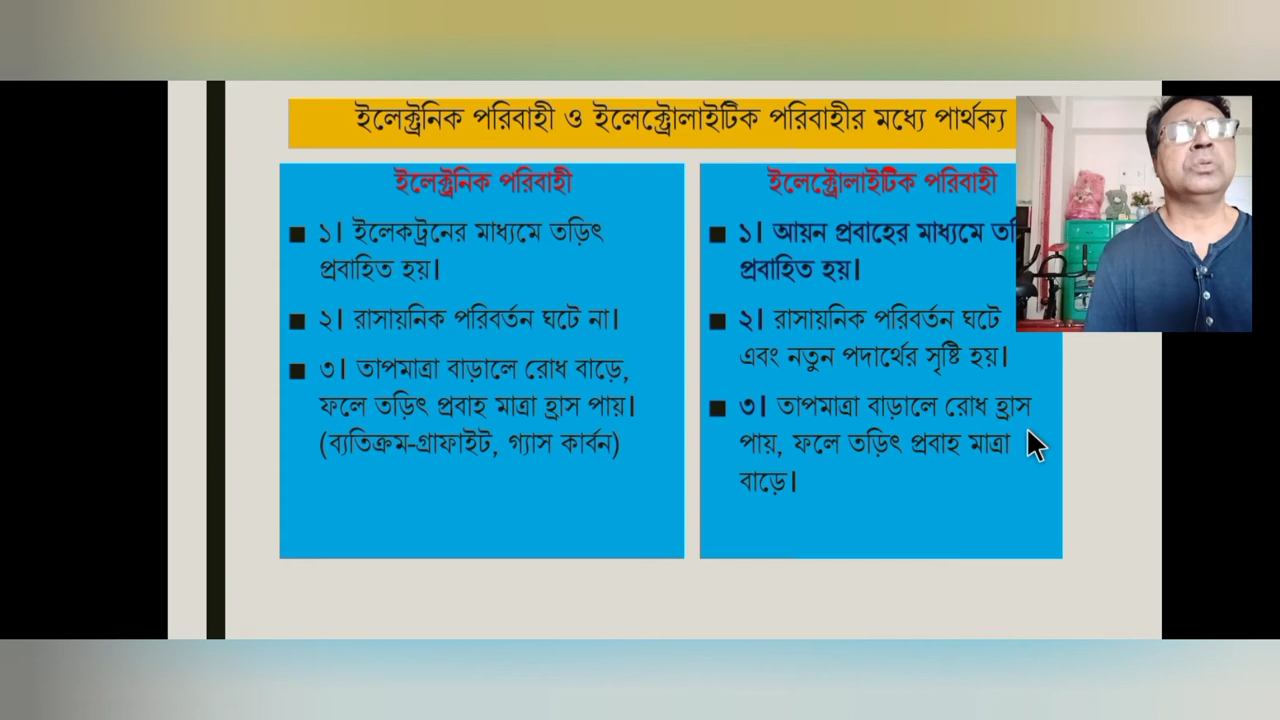 ইলেক্ট্রনিক পরিবাহী ও ইলেক্ট্রোলাইটিক পরিবাহীর মধ্যে পার্থক্য
ইলেক্ট্রনিক পরিবাহী
১। ইলেকট্রনের মাধ্যমে তড়িৎ
প্রবাহিত হয়।
২। রাসায়নিক পরিবর্তন ঘটে না।
৩। তাপমাত্রা বাড়ালে রোধ বাড়ে,
ফলে তড়িৎ প্রবাহ মাত্রা হ্রাস পায়।
(ব্যতিক্রম-গ্রাফাইট, গ্যাস কার্বন)
ইলেক্ট্রোলাইটিক পরিবাহী
১। আয়ন প্রবাহের মাধ্যমে
প্রবাহিত হয়।
২। রাসায়নিক পরিবর্তন ঘটে
এবং নতুন পদার্থের সৃষ্টি হয়।
৩। তাপমাত্রা বাড়ালে রোধ হ্রাস
পায়, ফলে তড়িৎ প্রবাহ মাত্রা
বাড়ে।